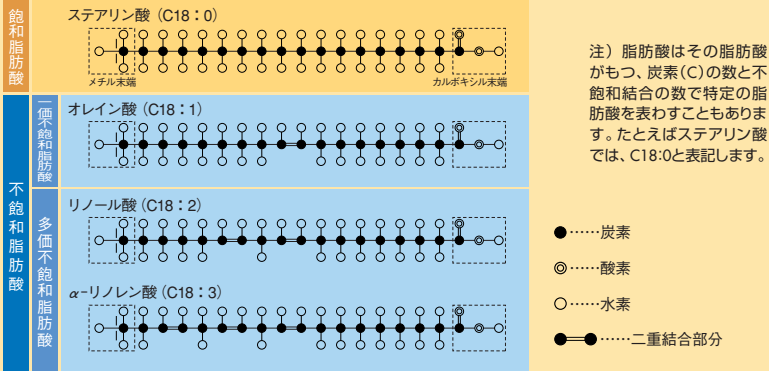 飽和脂肪酸
ステアリン酸（C18：0）
メチル末端
カルボキシル末端
不飽和脂肪酸
一価不飽和脂肪酸
オレイン酸（C18：1）
多価不飽和脂肪酸
リノール酸（C18：2）
α-リノレン酸（C18：3）
注）脂肪酸はその脂肪酸
がもつ、炭素(C)の数と不
飽和結合の数で特定の脂
肪酸を表わすこともありま
す。たとえばステアリン酸
では、C18:0と表記します。
●……炭素
◎……酸素
○……水素
●=●……二重結合部分